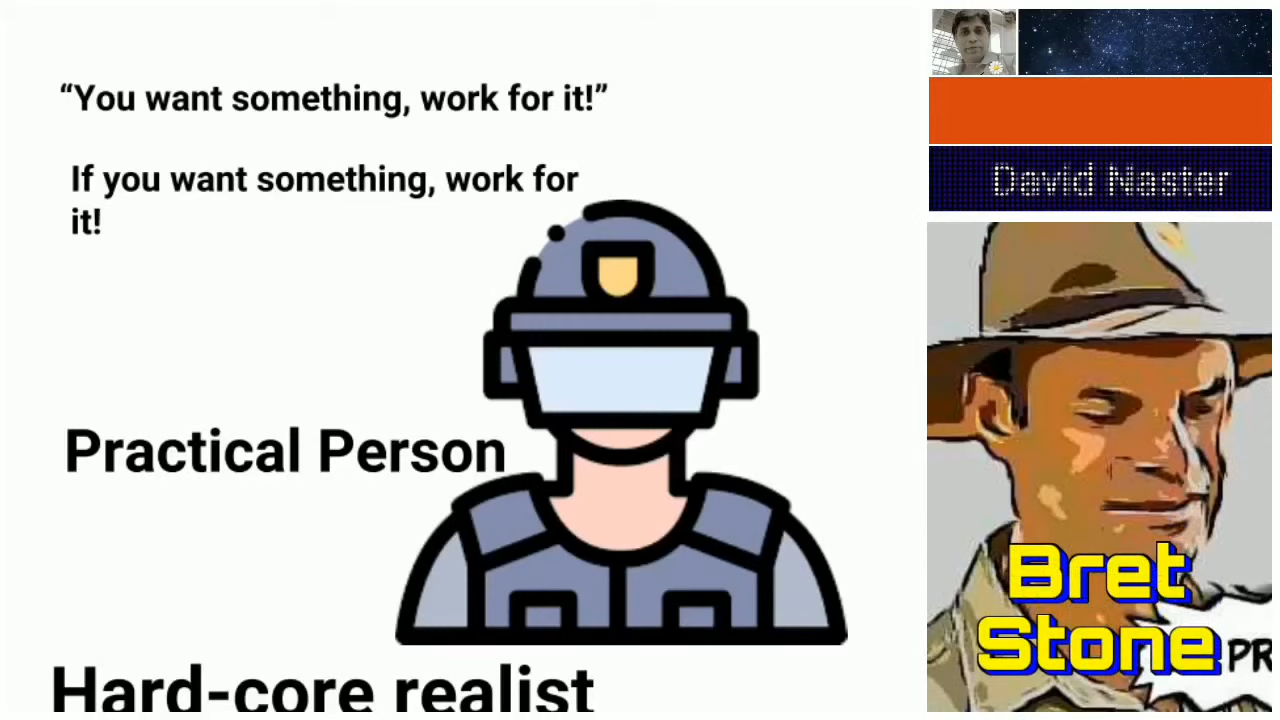 “You want something, work for it!”
If you want something, work for
it!
Practical Person
Hard-core realist
David Naster
Bret
Stone
PR